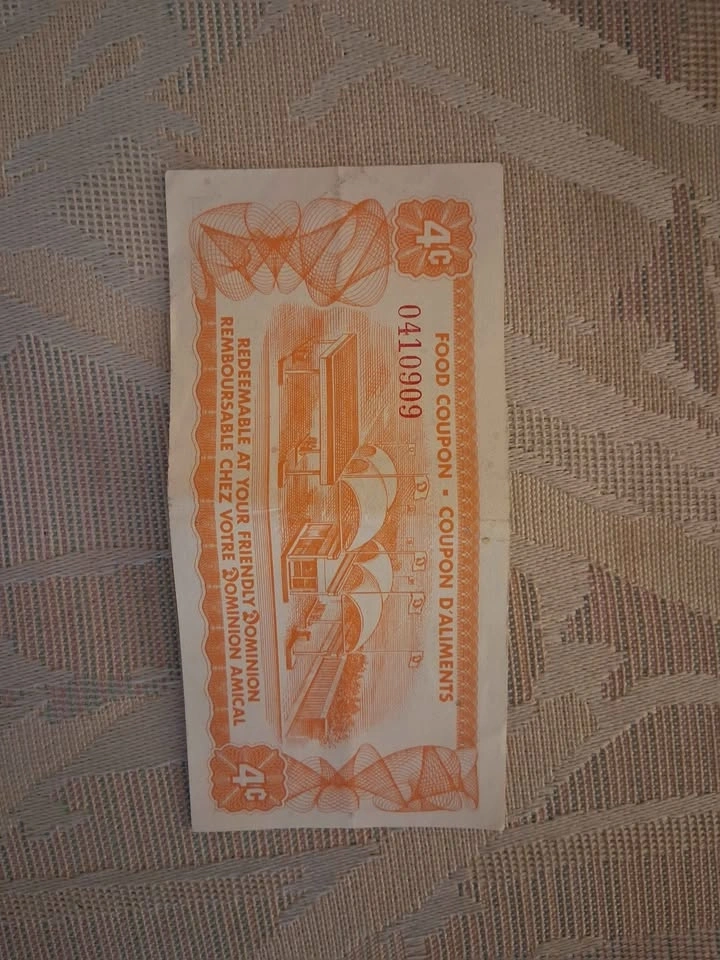 4¢
FOOD COUPON ▪ COUPON D'ALIMENTS
0410909
D
D
D
D
D
REDEEMABLE AT YOUR FRIENDLY DOMINION
REMBOURSABLE CHEZ VOTRE DOMINION AMICAL
4¢